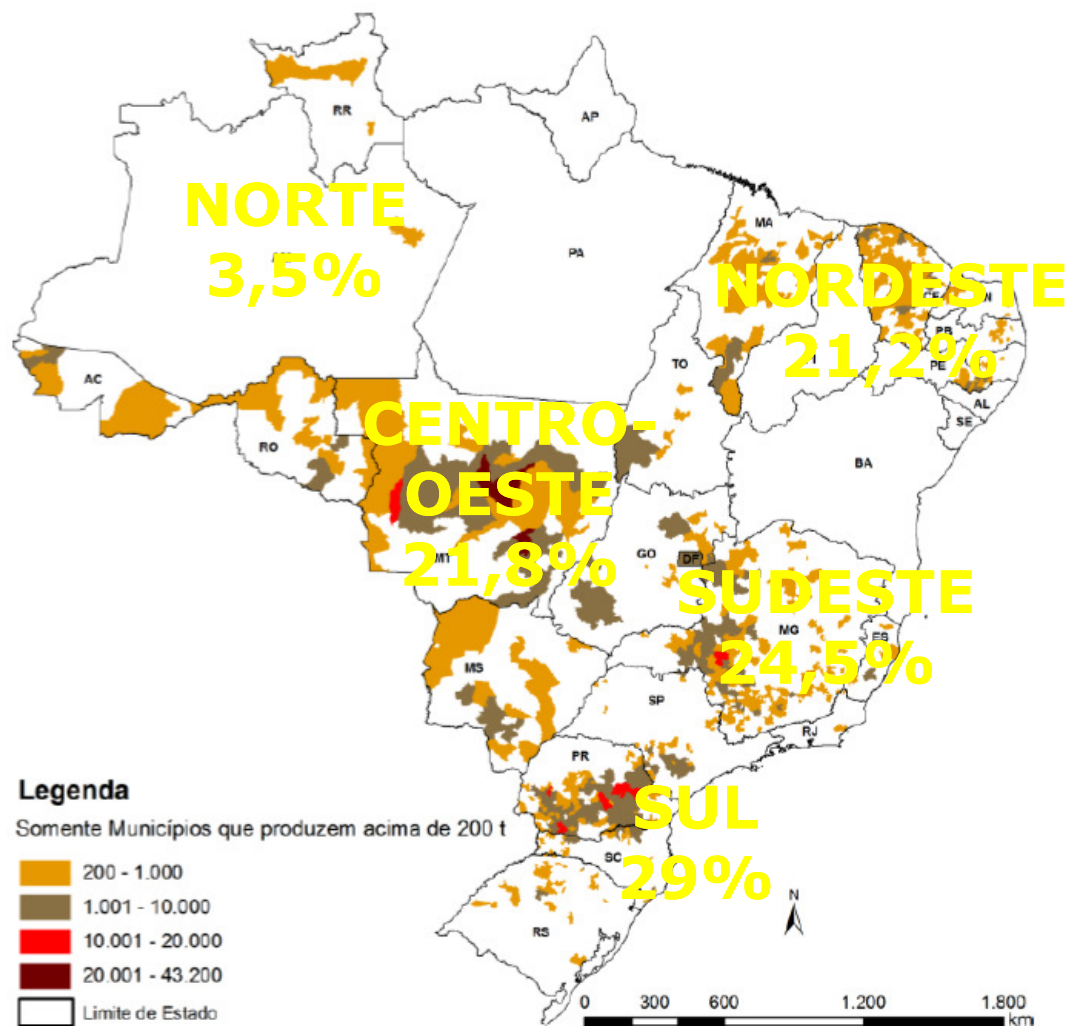 RR
AP
NORTE
3,5%
PA
MA
NORDESTE
21,2%
PB
PE
AL
SE
TO
AC
RO
BA
CENTRO-
OESTE
21,8%
MT
GO
DF
SUDESTE
24,5%
MG
ES
MS
SP
RJ
PR
SUL
29%
SC
RS
N
Legenda
Somente Municípios que produzem acima de 200 t
200 - 1.000
1.001 - 10.000
10.001 - 20.000
20.001 - 43.200
Limite de Estado
0 300 600 1.200 1.800
km